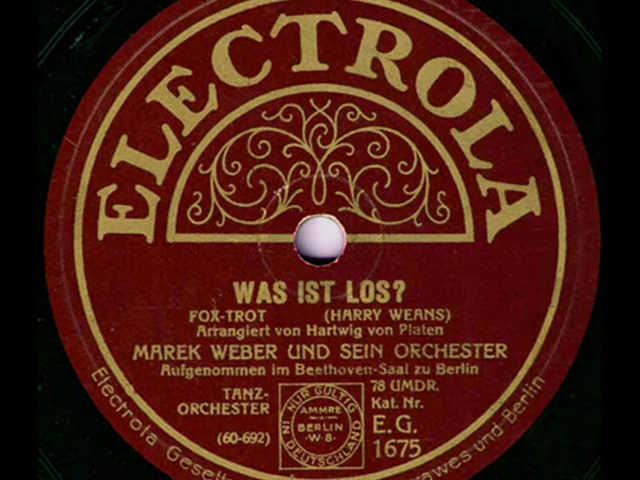 ELECTROLA
WAS IST LOS?
FOX-TROT (HARRY WEANS)
Arrangiert von Hartwig von Platen
MAREK WEBER UND SEIN ORCHESTER
Aufgenommen im Beethoven-Saal zu Berlin
TANZ-
ORCHESTER
(60-692)
NUR GÜLTIG
IN DEUTSCHLAND
AMMRE
BERLIN
·W·8·
78 UMDR.
Kat. Nr.
E.G.
1675
Electrola Gesell
awes und Berlin